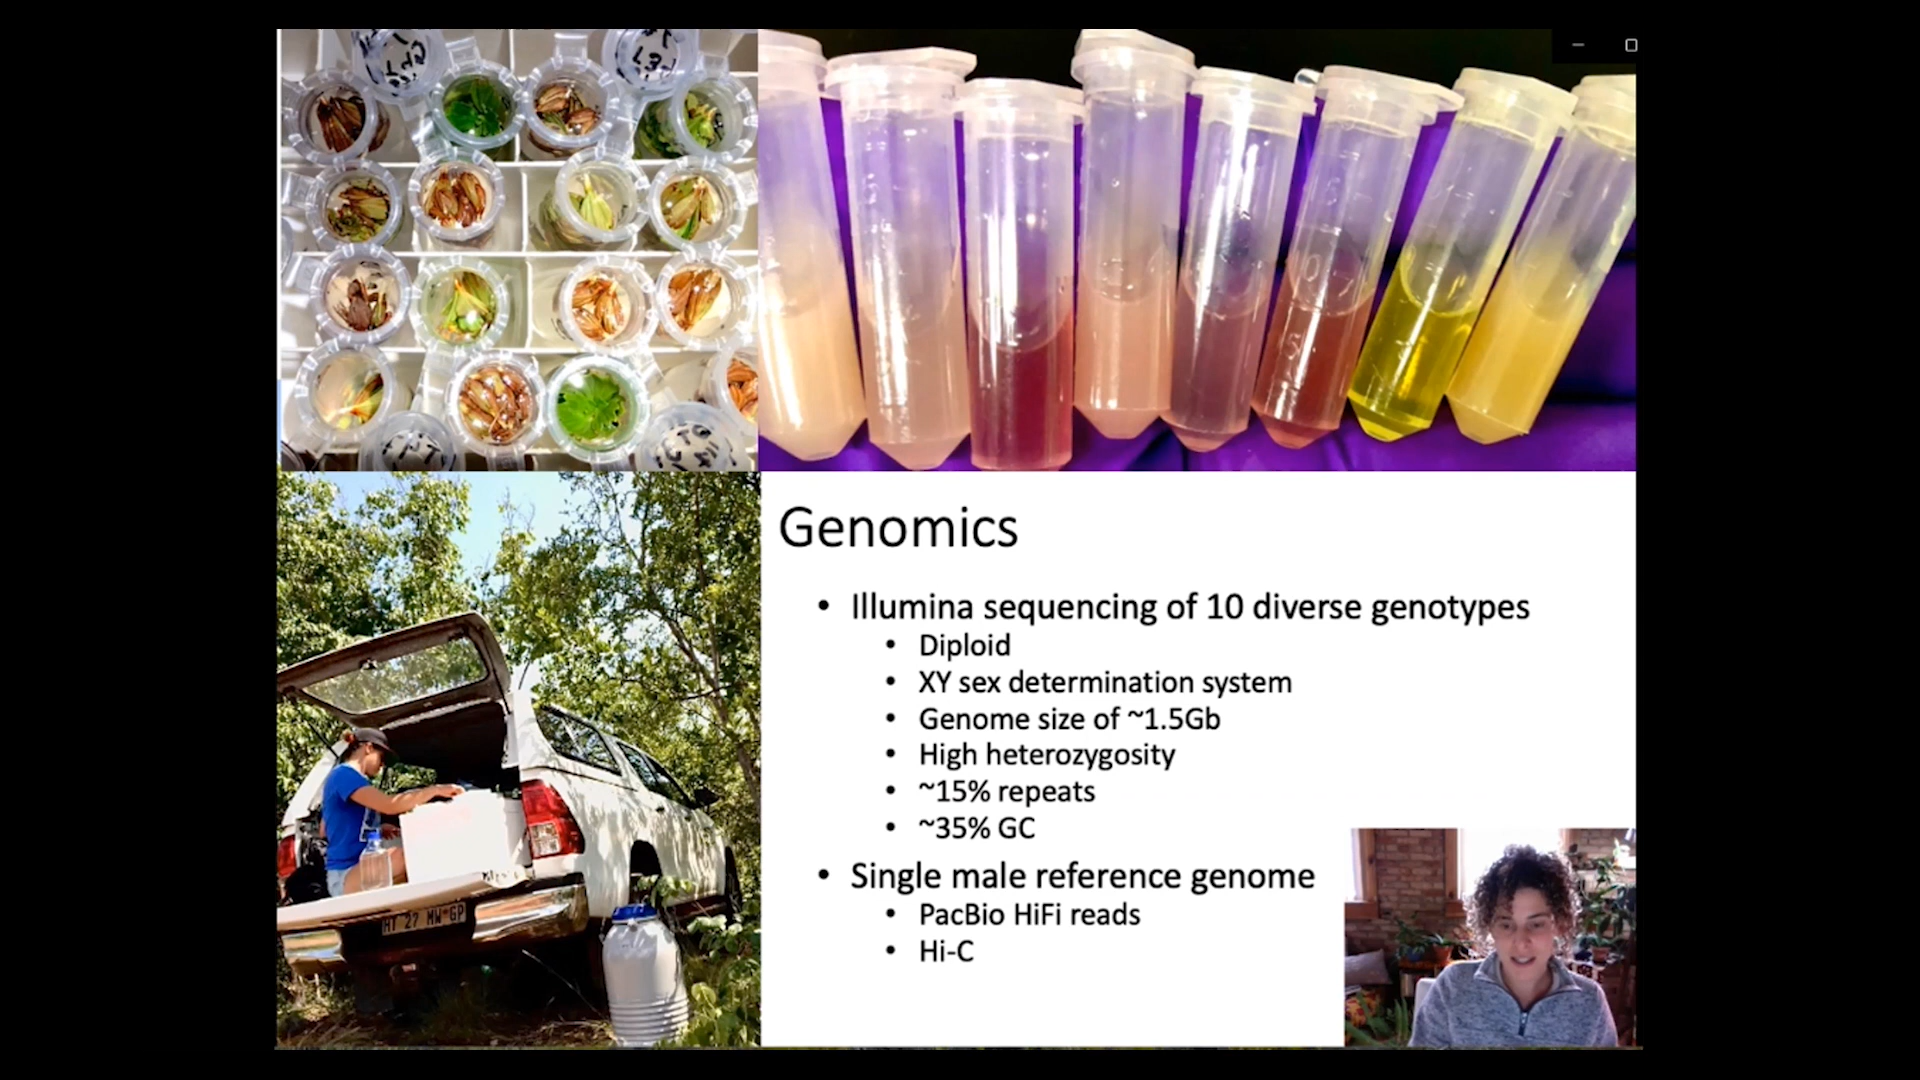 Genomics
• Illumina sequencing of 10 diverse genotypes
• Diploid
• XY sex determination system
• Genome size of ~1.5Gb
• High heterozygosity
• ~15% repeats
• ~35% GC
• Single male reference genome
• PacBio HiFi reads
• Hi-C